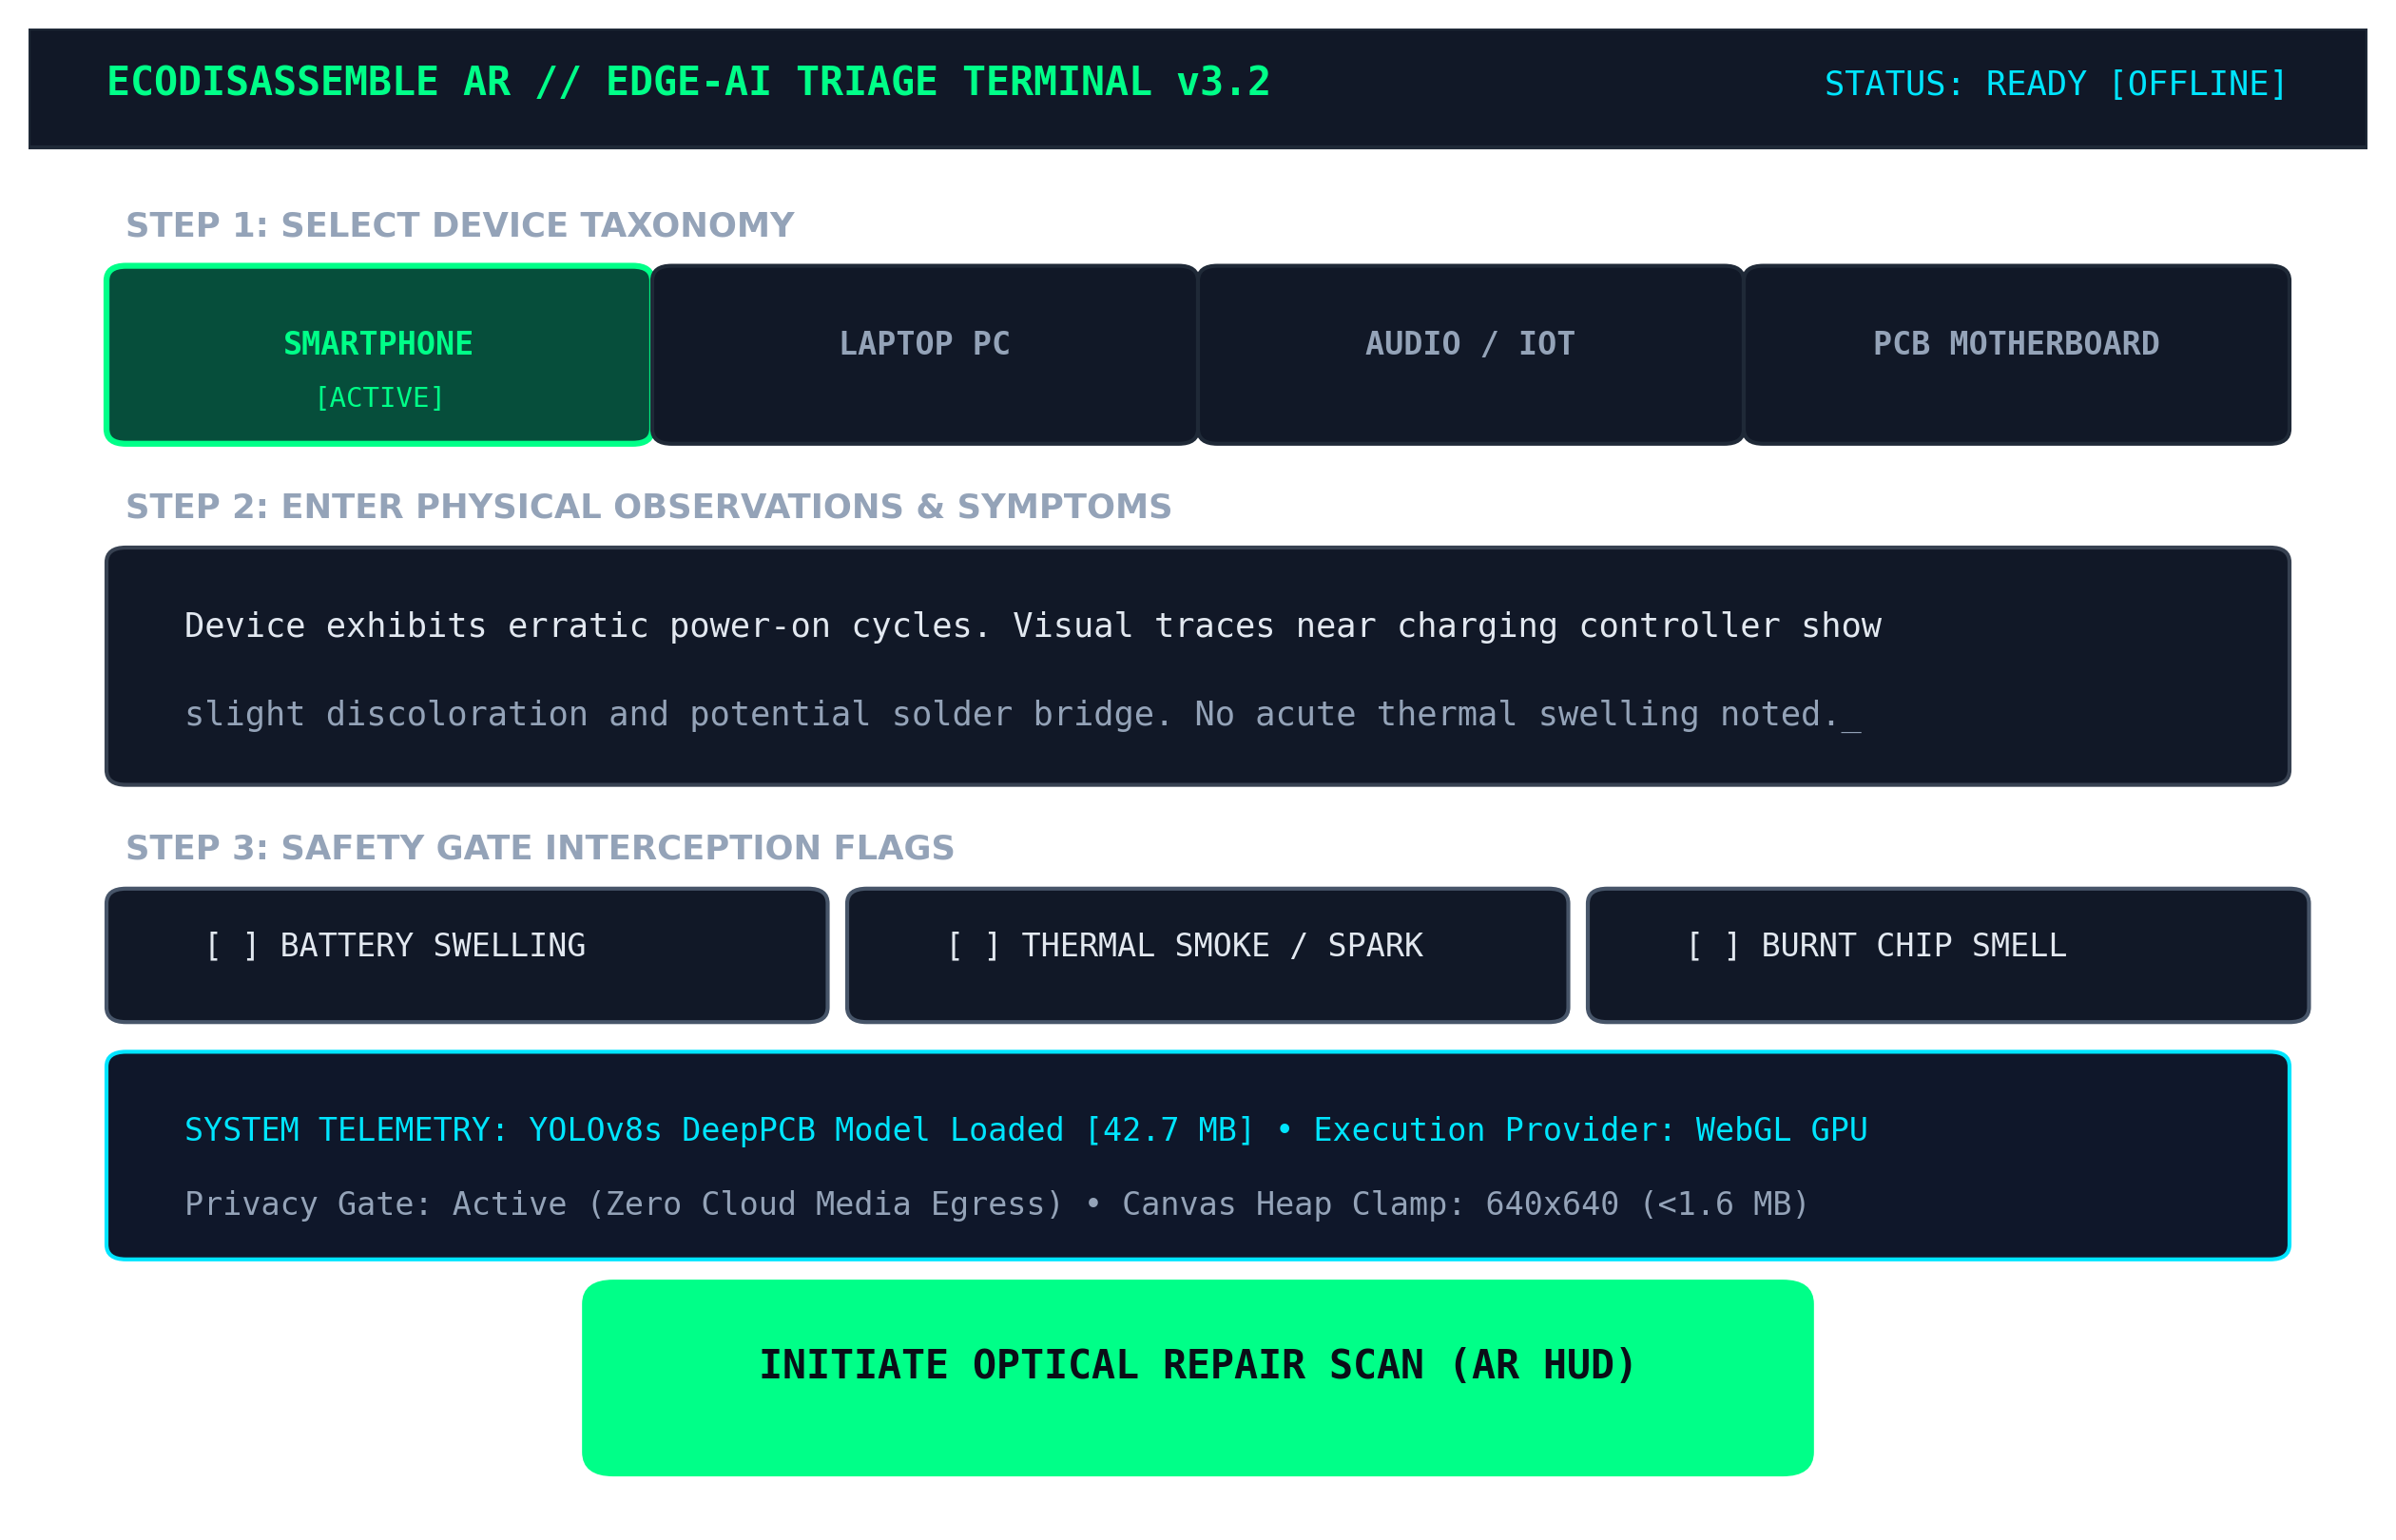 ECODISASSEMBLE AR // EDGE-AI TRIAGE TERMINAL v3.2
STATUS: READY [OFFLINE]
STEP 1: SELECT DEVICE TAXONOMY
SMARTPHONE
[ACTIVE]
LAPTOP PC
AUDIO / IOT
PCB MOTHERBOARD
STEP 2: ENTER PHYSICAL OBSERVATIONS & SYMPTOMS
Device exhibits erratic power-on cycles. Visual traces near charging controller show
slight discoloration and potential solder bridge. No acute thermal swelling noted._
STEP 3: SAFETY GATE INTERCEPTION FLAGS
[ ] BATTERY SWELLING
[ ] THERMAL SMOKE / SPARK
[ ] BURNT CHIP SMELL
SYSTEM TELEMETRY: YOLOv8s DeepPCB Model Loaded [42.7 MB] • Execution Provider: WebGL GPU
Privacy Gate: Active (Zero Cloud Media Egress) • Canvas Heap Clamp: 640x640 (<1.6 MB)
INITIATE OPTICAL REPAIR SCAN (AR HUD)